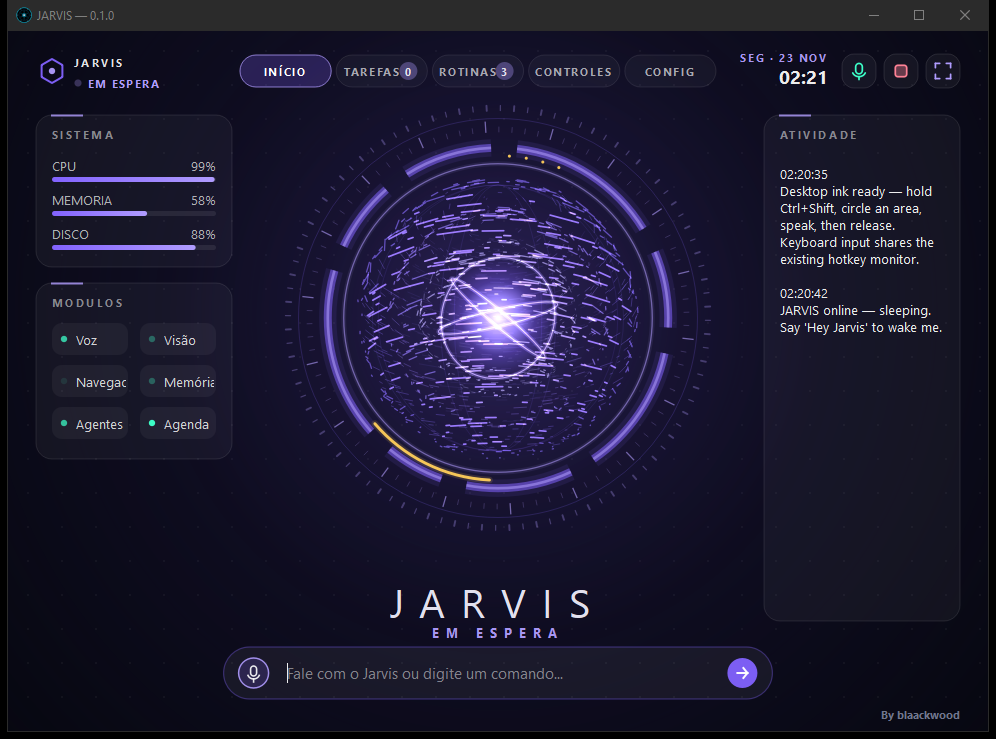 JARVIS — 0.1.0
JARVIS
EM ESPERA
INÍCIO
TAREFAS 0
ROTINAS 3
CONTROLES
CONFIG
SEG · 23 NOV
02:21
SISTEMA
CPU 99%
MEMORIA 58%
DISCO 88%
MODULOS
Voz
Visão
Navegac
Memória
Agentes
Agenda
ATIVIDADE
02:20:35
Desktop ink ready — hold
Ctrl+Shift, circle an area,
speak, then release.
Keyboard input shares the
existing hotkey monitor.
02:20:42
JARVIS online — sleeping.
Say 'Hey Jarvis' to wake me.
JARVIS
EM ESPERA
Fale com o Jarvis ou digite um comando...
By blaackwood